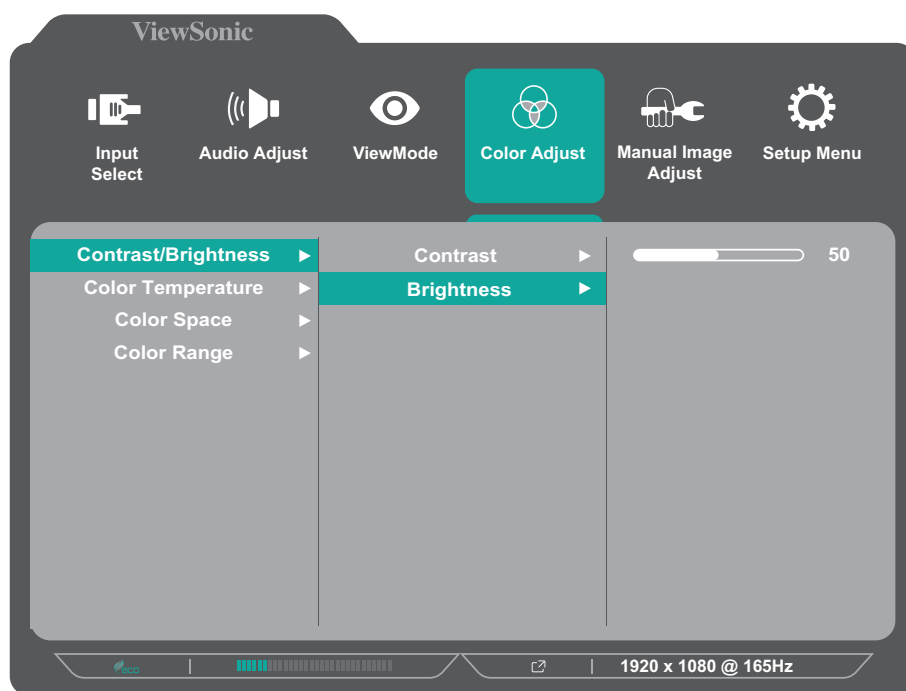 ViewSonic
Input
Select
Audio Adjust
ViewMode
Color Adjust
Manual Image
Adjust
Setup Menu
Contrast/Brightness
Color Temperature
Color Space
Color Range
Contrast
Brightness
50
eco
1920 x 1080 @ 165Hz